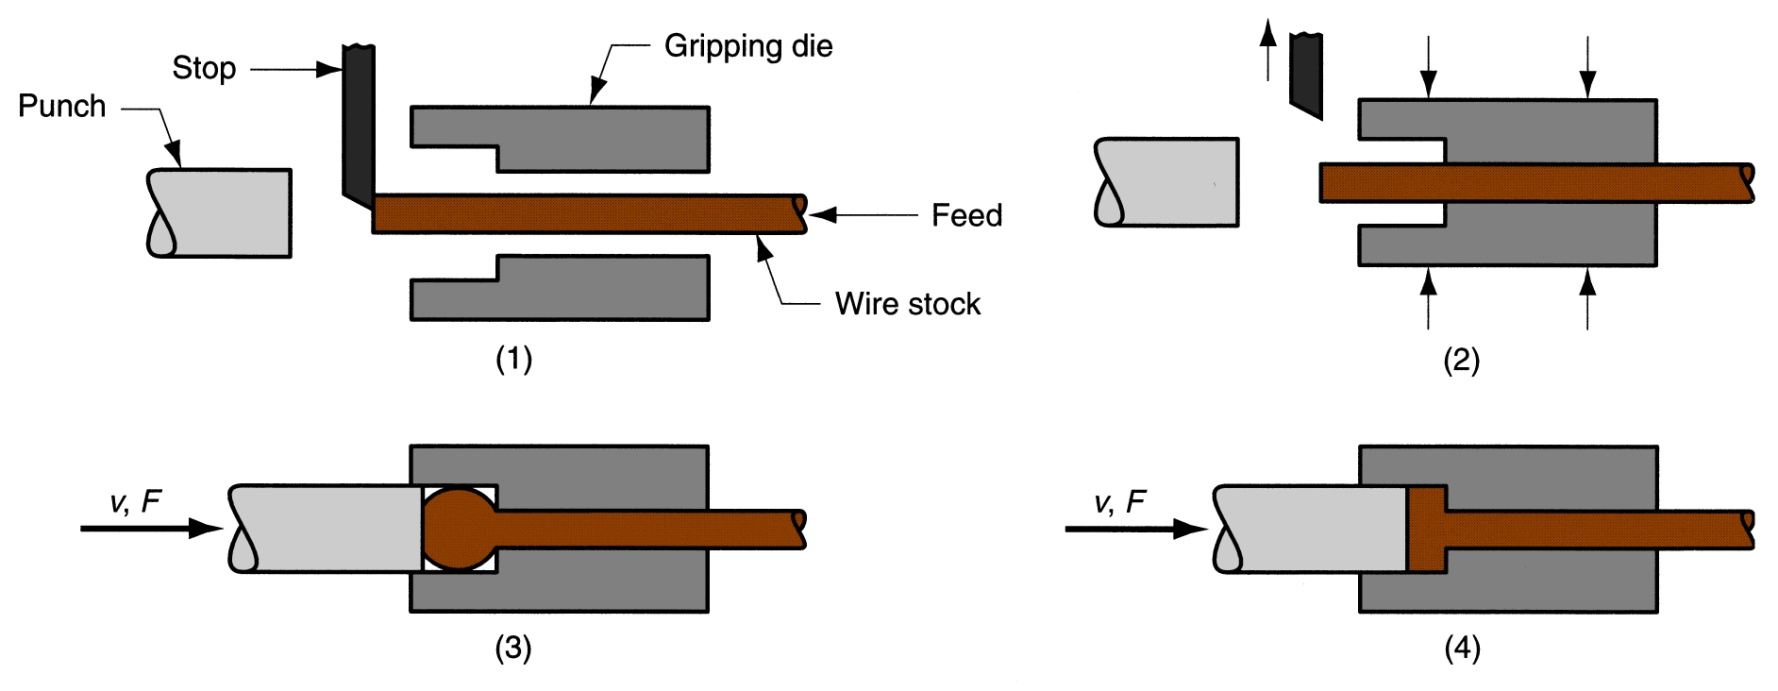 Gripping die
Stop
Punch
Feed
Wire stock
(1)
(2)
v, F
(3)
v, F
(4)